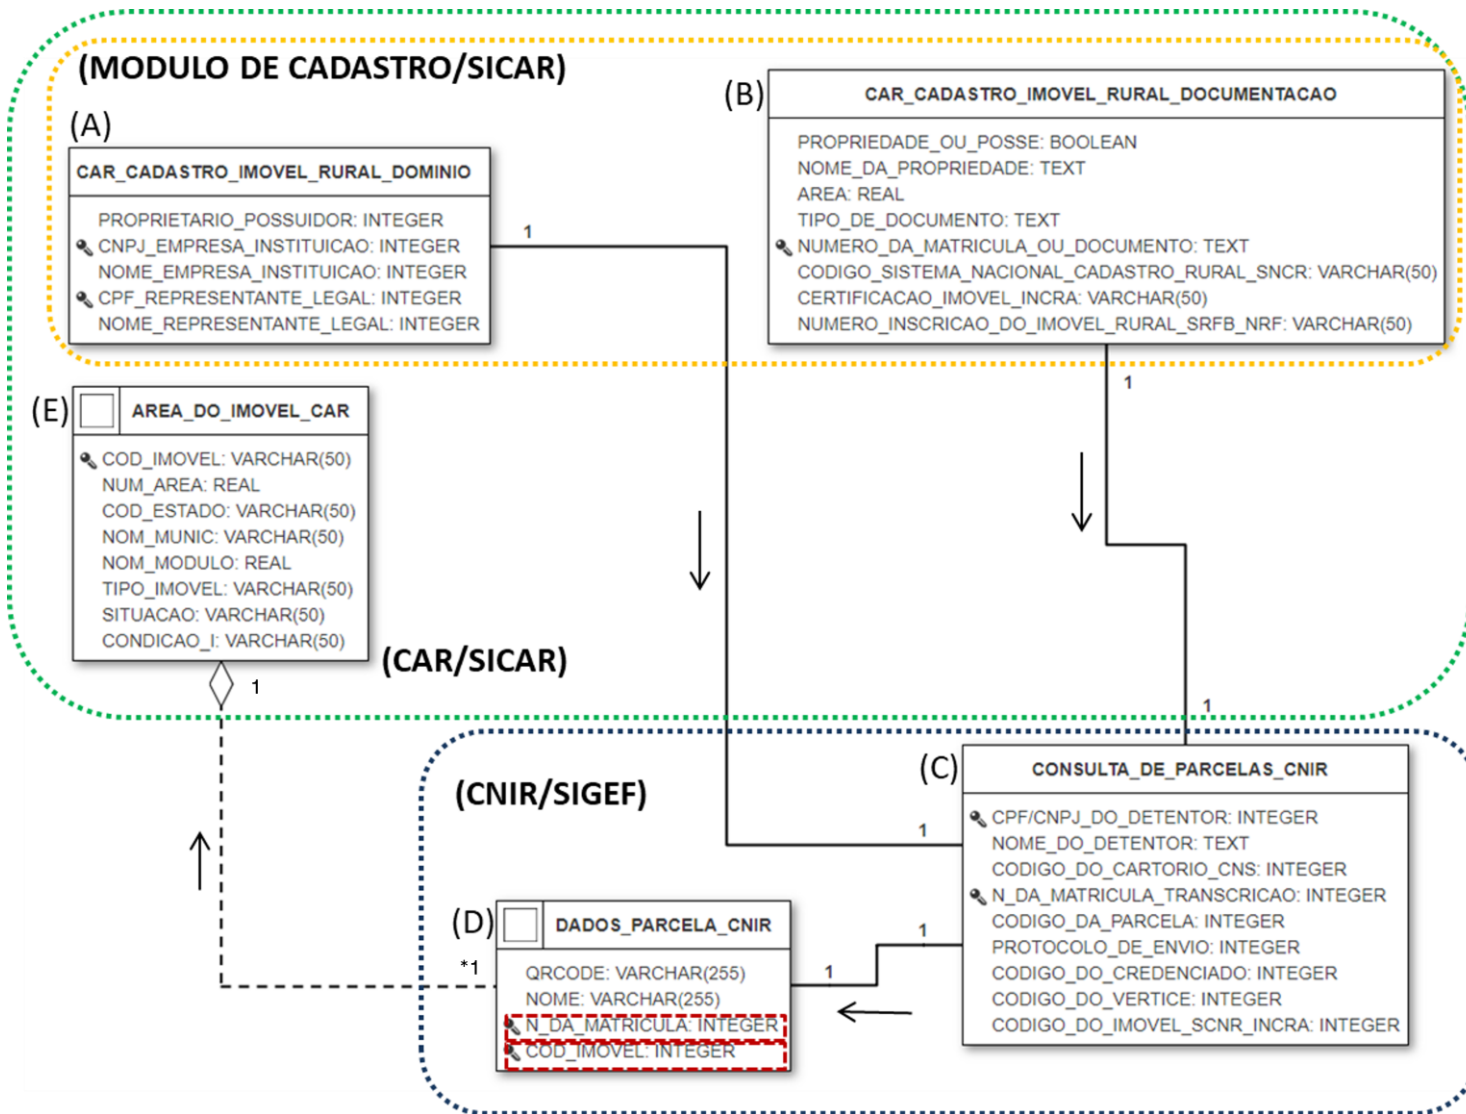 (MODULO DE CADASTRO/SICAR)
(A)
CAR_CADASTRO_IMOVEL_RURAL_DOMINIO
PROPRIETARIO_POSSUIDOR: INTEGER
CNPJ_EMPRESA_INSTITUICAO: INTEGER
NOME_EMPRESA_INSTITUICAO: INTEGER
CPF_REPRESENTANTE_LEGAL: INTEGER
NOME_REPRESENTANTE_LEGAL: INTEGER
1
(B)
CAR_CADASTRO_IMOVEL_RURAL_DOCUMENTACAO
PROPRIEDADE_OU_POSSE: BOOLEAN
NOME_DA_PROPRIEDADE: TEXT
AREA: REAL
TIPO_DE_DOCUMENTO: TEXT
NUMERO_DA_MATRICULA_OU_DOCUMENTO: TEXT
CODIGO_SISTEMA_NACIONAL_CADASTRO_RURAL_SNCR: VARCHAR(50)
CERTIFICACAO_IMOVEL_INCRA: VARCHAR(50)
NUMERO_INSCRICAO_DO_IMOVEL_RURAL_SRFB_NRF: VARCHAR(50)
1
(E)
AREA_DO_IMOVEL_CAR
COD_IMOVEL: VARCHAR(50)
NUM_AREA: REAL
COD_ESTADO: VARCHAR(50)
NOM_MUNIC: VARCHAR(50)
NOM_MODULO: REAL
TIPO_IMOVEL: VARCHAR(50)
SITUACAO: VARCHAR(50)
CONDICAO_I: VARCHAR(50)
(CAR/SICAR)
1
1
(CNIR/SIGEF)
(C)
CONSULTA_DE_PARCELAS_CNIR
CPF/CNPJ_DO_DETENTOR: INTEGER
NOME_DO_DETENTOR: TEXT
CODIGO_DO_CARTORIO_CNS: INTEGER
N_DA_MATRICULA_TRANSCRICAO: INTEGER
CODIGO_DA_PARCELA: INTEGER
PROTOCOLO_DE_ENVIO: INTEGER
CODIGO_DO_CREDENCIADO: INTEGER
CODIGO_DO_VERTICE: INTEGER
CODIGO_DO_IMOVEL_SCNR_INCRA: INTEGER
1
1
1
(D)
DADOS_PARCELA_CNIR
*1
QRCODE: VARCHAR(255)
NOME: VARCHAR(255)
N_DA_MATRICULA: INTEGER
COD_IMOVEL: INTEGER